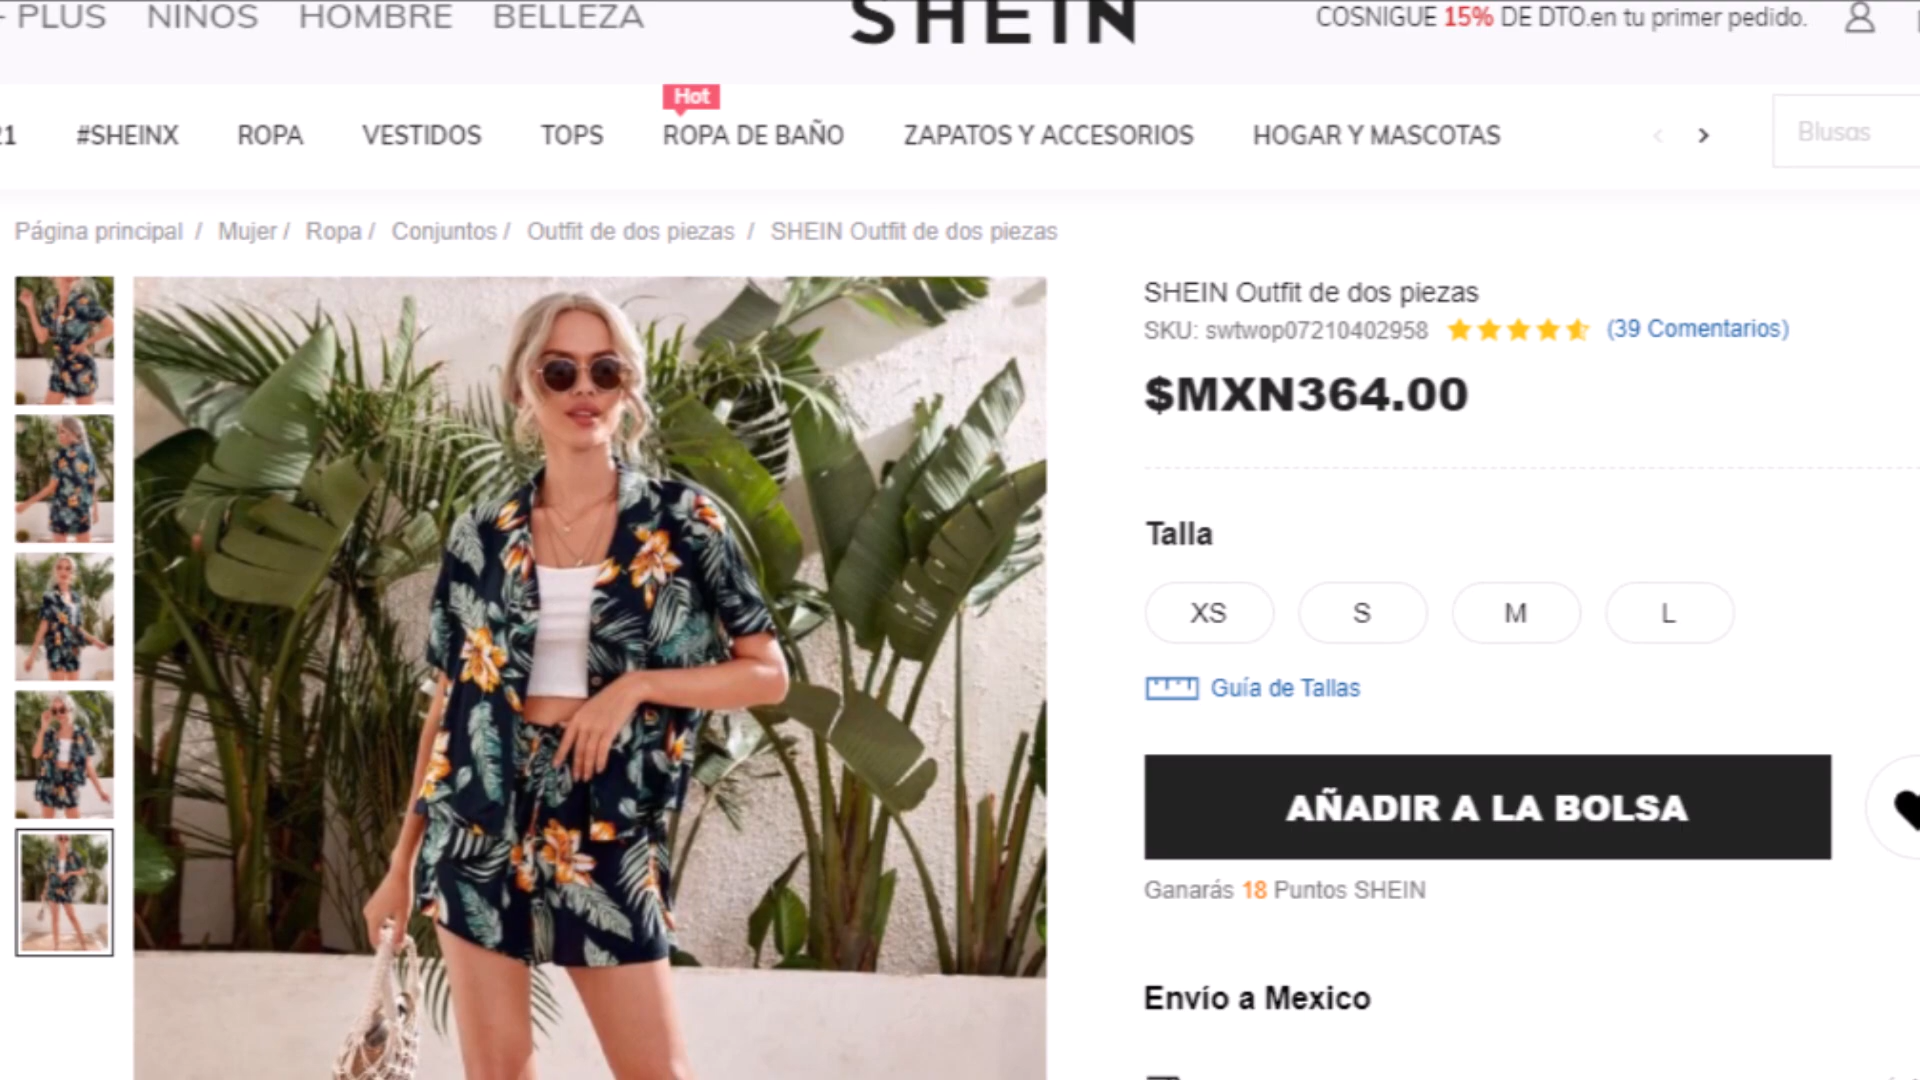 PLUS NIÑOS HOMBRE BELLEZA
SHEIN
COSNIGUE 15% DE DTO.en tu primer pedido.
Hot
21 #SHEINX ROPA VESTIDOS TOPS ROPA DE BAÑO ZAPATOS Y ACCESORIOS HOGAR Y MASCOTAS < >
Blusas
Página principal / Mujer / Ropa / Conjuntos / Outfit de dos piezas / SHEIN Outfit de dos piezas
SHEIN Outfit de dos piezas
SKU: swtwop07210402958 (39 Comentarios)
$MXN364.00
Talla
XS S M L
Guía de Tallas
AÑADIR A LA BOLSA
Ganarás 18 Puntos SHEIN
Envío a Mexico